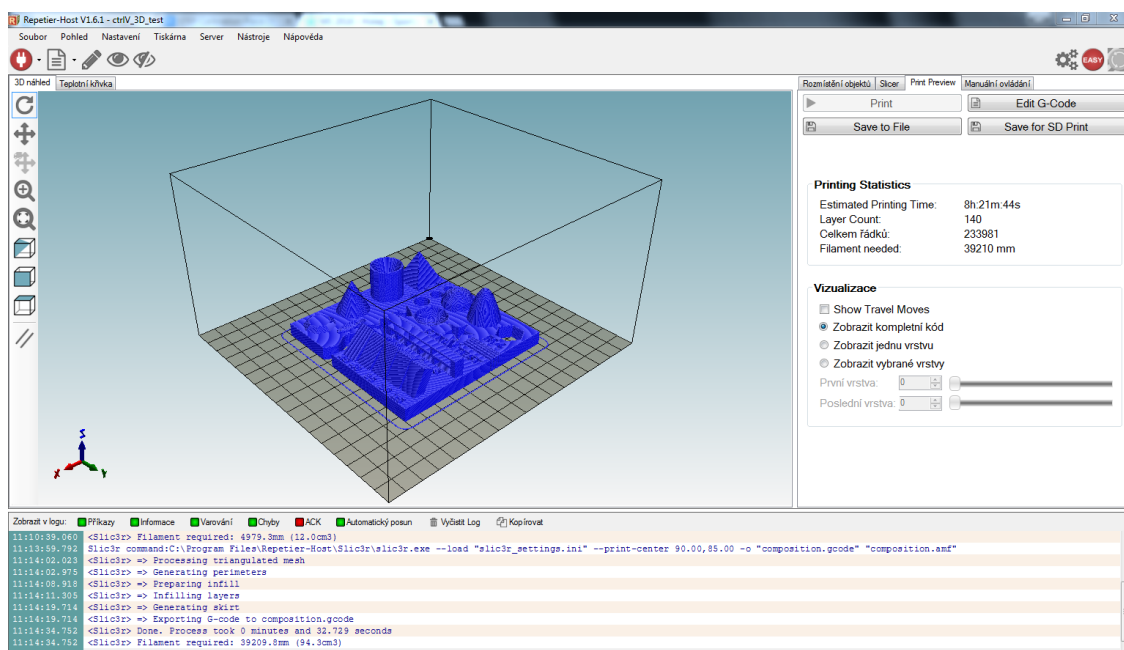 Repetier-Host V1.6.1 - ctrlV_3D_test
Soubor Pohled Nastavení Tiskárna Server Nástroje Nápověda
EASY
3D náhled Teplotní křivka
Rozmístění objektů Slicer Print Preview Manuální ovládání
Print Edit G-Code
Save to File Save for SD Print
Printing Statistics
Estimated Printing Time: 8h:21m:44s
Layer Count: 140
Celkem řádků: 233981
Filament needed: 39210 mm
Vizualizace
Show Travel Moves
Zobrazit kompletní kód
Zobrazit jednu vrstvu
Zobrazit vybrané vrstvy
První vrstva: 0
Poslední vrstva: 0
Zobrazit v logu: Příkazy Informace Varování Chyby ACK Automatický posun Vyčistit Log Kopírovat
11:10:39.060 <Slic3r> Filament required: 4979.3mm (12.0cm3)
11:13:59.792 Slic3r command:C:\Program Files\Repetier-Host\Slic3r\slic3r.exe --load "slic3r_settings.ini" --print-center 90.00,85.00 -o "composition.gcode" "composition.amf"
11:14:02.023 <Slic3r> => Processing triangulated mesh
11:14:02.975 <Slic3r> => Generating perimeters
11:14:08.918 <Slic3r> => Preparing infill
11:14:11.305 <Slic3r> => Infilling layers
11:14:19.714 <Slic3r> => Generating skirt
11:14:19.714 <Slic3r> => Exporting G-code to composition.gcode
11:14:34.752 <Slic3r> Done. Process took 0 minutes and 32.729 seconds
11:14:34.752 <Slic3r> Filament required: 39209.8mm (94.3cm3)